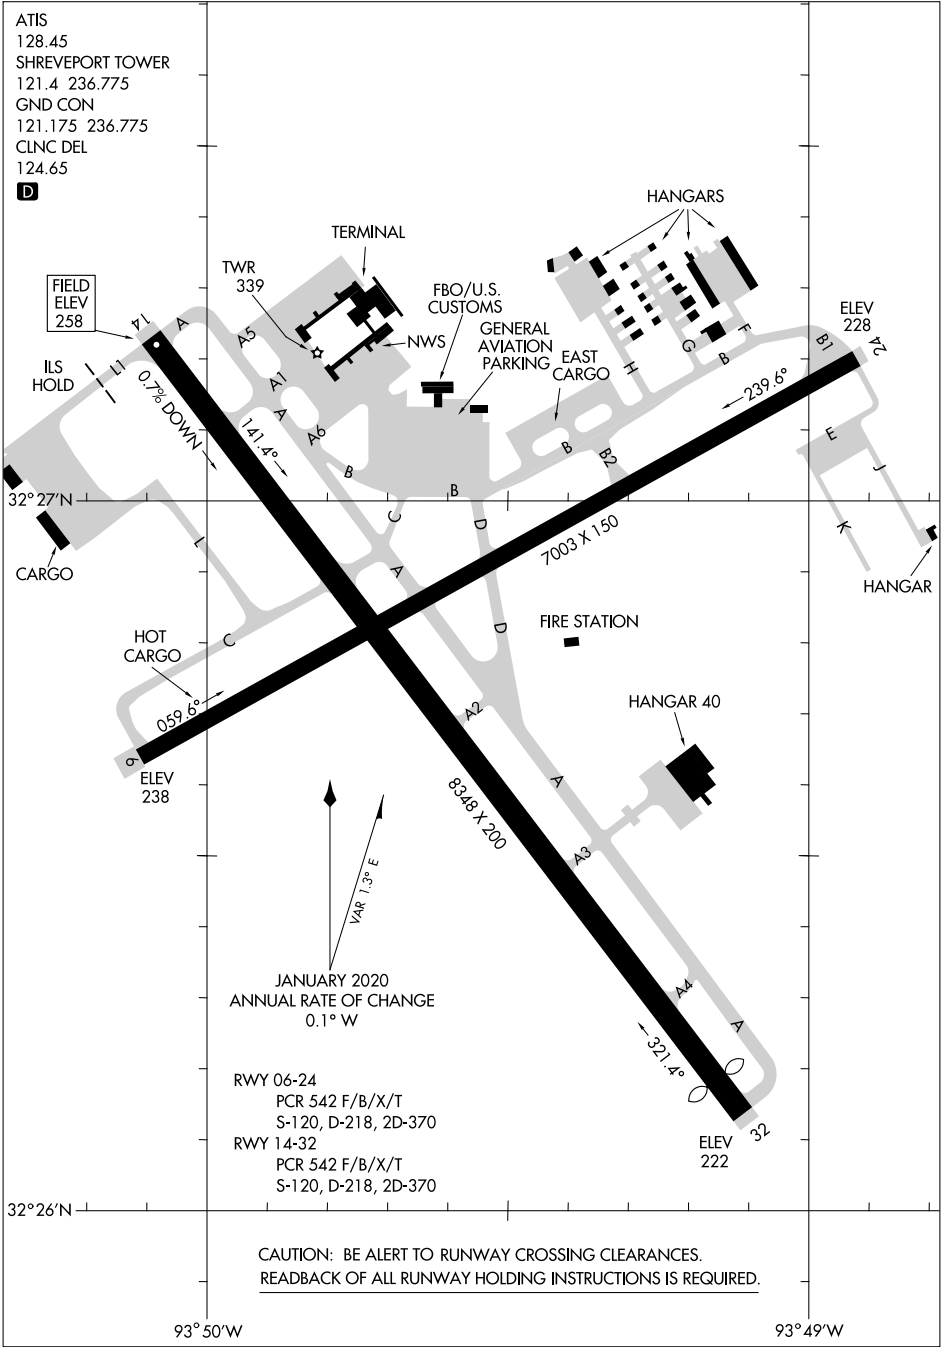 ATIS
128.45
SHREVEPORT TOWER
121.4 236.775
GND CON
121.175 236.775
CLNC DEL
124.65
D
HANGARS
TERMINAL
TWR
339
FBO/U.S.
CUSTOMS
FIELD
ELEV
258
14
A
A5
NWS
GENERAL
AVIATION
PARKING
EAST
CARGO
ELEV
228
24
F
G
B
B1
H
ILS
HOLD
L1
A1
A
A6
0.7% DOWN
141.4°
239.6°
B
B
B2
E
J
B
32°27'N
C
D
K
7003 X 150
L
A
CARGO
HANGAR
HOT
CARGO
C
D
FIRE STATION
059.6°
A2
HANGAR 40
6
ELEV
238
8348 X 200
A
A3
VAR 1.3° E
JANUARY 2020
ANNUAL RATE OF CHANGE
0.1° W
A4
A
321.4°
RWY 06-24
PCR 542 F/B/X/T
S-120, D-218, 2D-370
RWY 14-32
PCR 542 F/B/X/T
S-120, D-218, 2D-370
32
ELEV
222
32°26'N
CAUTION: BE ALERT TO RUNWAY CROSSING CLEARANCES.
READBACK OF ALL RUNWAY HOLDING INSTRUCTIONS IS REQUIRED.
93°50'W
93°49'W